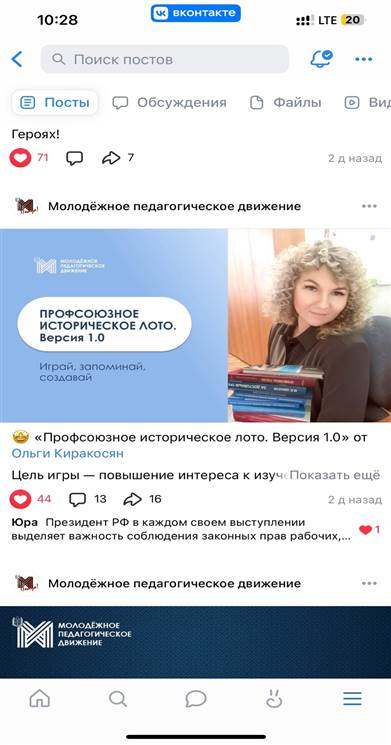 10:28
вконтакте
LTE
20
Поиск постов
Посты
Обсуждения
Файлы
Вид
Героях!
71
7
2 д назад
Молодёжное педагогическое движение
МОЛОДЁЖНОЕ
ПЕДАГОГИЧЕСКОЕ
ДВИЖЕНИЕ
ПРОФСОЮЗНОЕ
ИСТОРИЧЕСКОЕ ЛОТО.
Версия 1.0
Играй, запоминай,
создавай
«Профсоюзное историческое лото. Версия 1.0» от
Ольги Киракосян
Цель игры — повышение интереса к изуч Показать ещё
44
13
16
2 д назад
Юра Президент РФ в каждом своем выступлении
выделяет важность соблюдения законных прав рабочих,...
1
Молодёжное педагогическое движение
МОЛОДЁЖНОЕ
ПЕДАГОГИЧЕСКОЕ
ДВИЖЕНИЕ